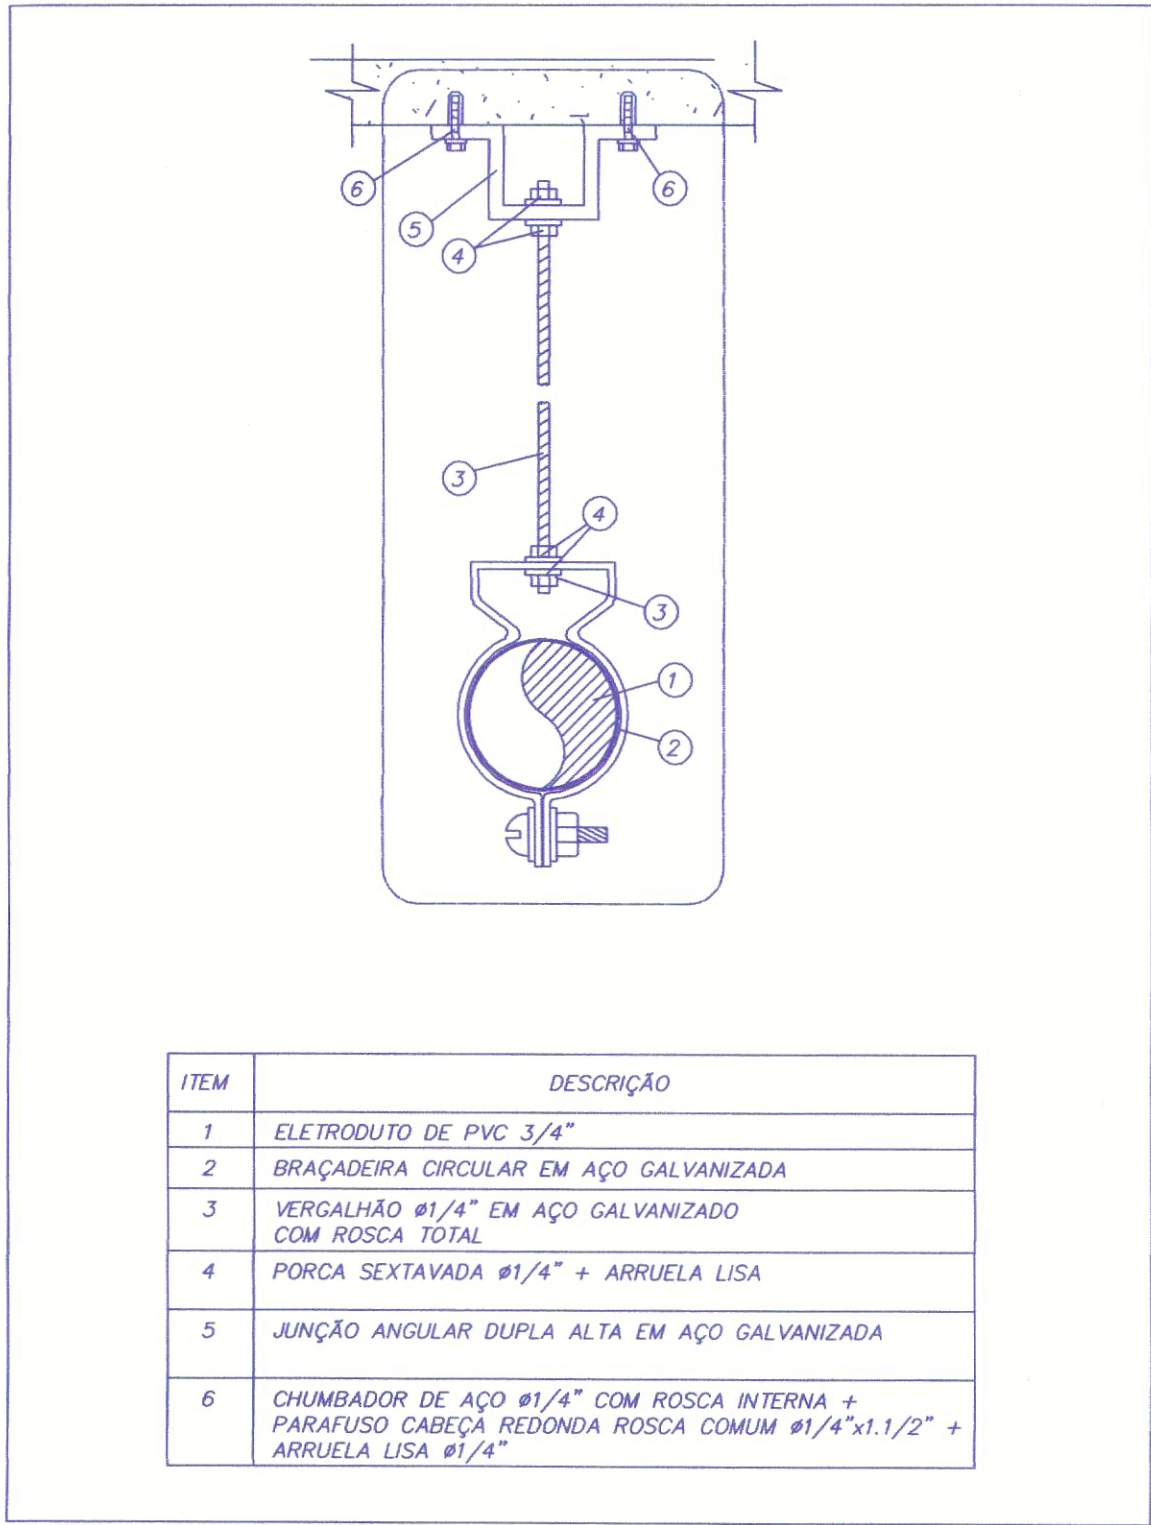 6
6
5
4
3
4
3
1
2
ITEM DESCRIÇÃO
1 ELETRODUTO DE PVC 3/4"
2 BRAÇADEIRA CIRCULAR EM AÇO GALVANIZADA
3 VERGALHÃO ø1/4" EM AÇO GALVANIZADO
COM ROSCA TOTAL
4 PORCA SEXTAVADA ø1/4" + ARRUELA LISA
5 JUNÇÃO ANGULAR DUPLA ALTA EM AÇO GALVANIZADA
6 CHUMBADOR DE AÇO ø1/4" COM ROSCA INTERNA +
PARAFUSO CABEÇA REDONDA ROSCA COMUM ø1/4"x1.1/2" +
ARRUELA LISA ø1/4"